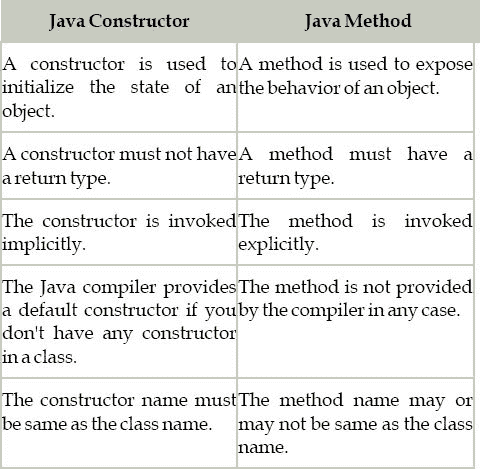 Java Constructor
Java Method
A constructor is used to
initialize the state of an
object.
A method is used to expose
the behavior of an object.
A constructor must not have
a return type.
A method must have a
return type.
The constructor is invoked
implicitly.
The method is invoked
explicitly.
The Java compiler provides
a default constructor if you
don't have any constructor
in a class.
The method is not provided
by the compiler in any case.
The constructor name must
be same as the class name.
The method name may or
may not be same as the class
name.